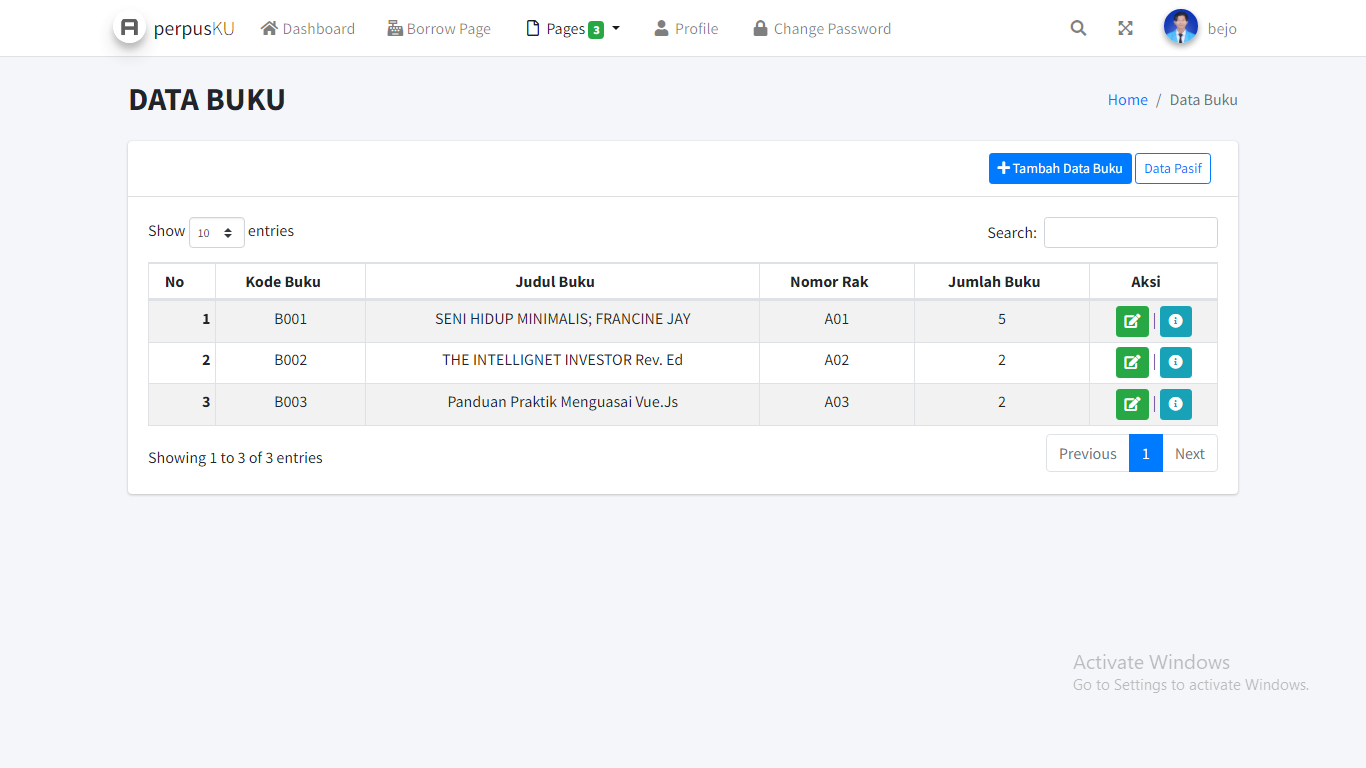 perpusKU Dashboard Borrow Page Pages 3 Profile Change Password bejo
DATA BUKU
Home / Data Buku
Tambah Data Buku Data Pasif
Show 10 entries Search:
No Kode Buku Judul Buku Nomor Rak Jumlah Buku Aksi
1 B001 SENI HIDUP MINIMALIS; FRANCINE JAY A01 5 |
2 B002 THE INTELLIGNET INVESTOR Rev. Ed A02 2 |
3 B003 Panduan Praktik Menguasai Vue.Js A03 2 |
Showing 1 to 3 of 3 entries Previous 1 Next
Activate Windows
Go to Settings to activate Windows.